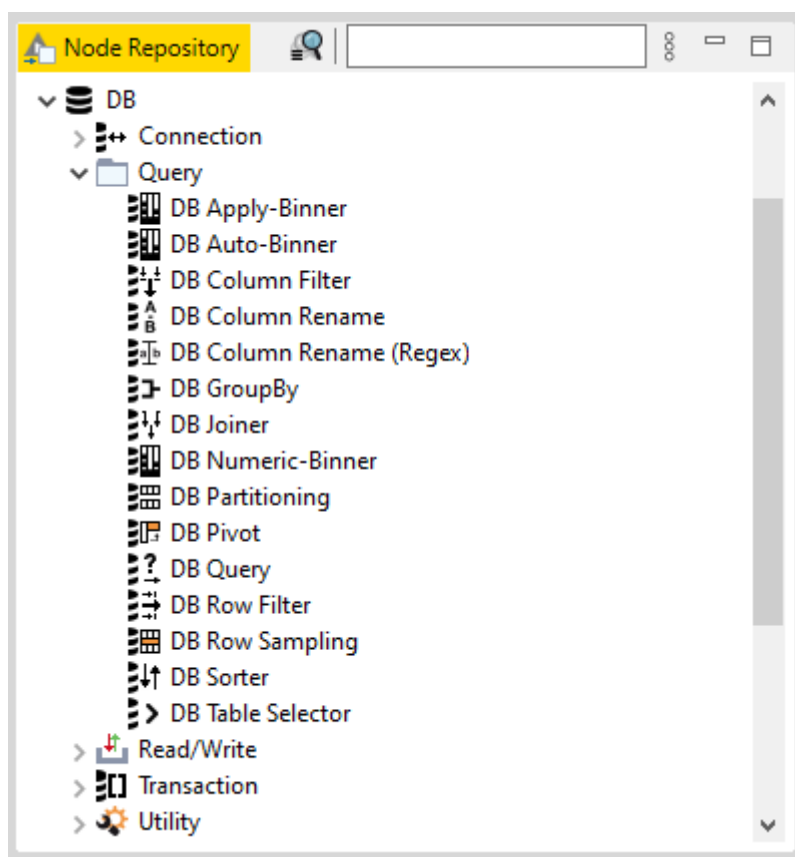 Node Repository
DB
Connection
Query
DB Apply-Binner
DB Auto-Binner
DB Column Filter
DB Column Rename
DB Column Rename (Regex)
DB GroupBy
DB Joiner
DB Numeric-Binner
DB Partitioning
DB Pivot
DB Query
DB Row Filter
DB Row Sampling
DB Sorter
DB Table Selector
Read/Write
Transaction
Utility